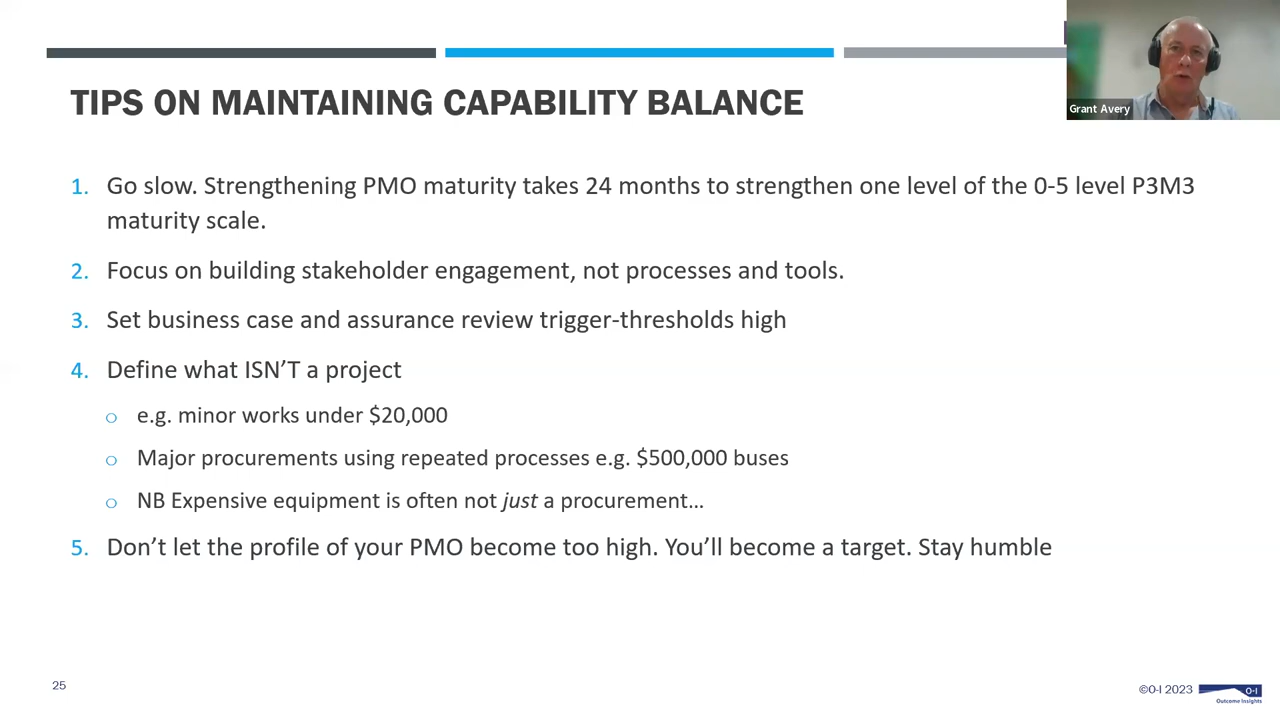 Grant Avery
TIPS ON MAINTAINING CAPABILITY BALANCE
1. Go slow. Strengthening PMO maturity takes 24 months to strengthen one level of the 0-5 level P3M3
maturity scale.
2. Focus on building stakeholder engagement, not processes and tools.
3. Set business case and assurance review trigger-thresholds high
4. Define what ISN’T a project
o e.g. minor works under $20,000
o Major procurements using repeated processes e.g. $500,000 buses
o NB Expensive equipment is often not just a procurement…
5. Don’t let the profile of your PMO become too high. You’ll become a target. Stay humble
25
©O-I 2023
O-I
Outcome Insights